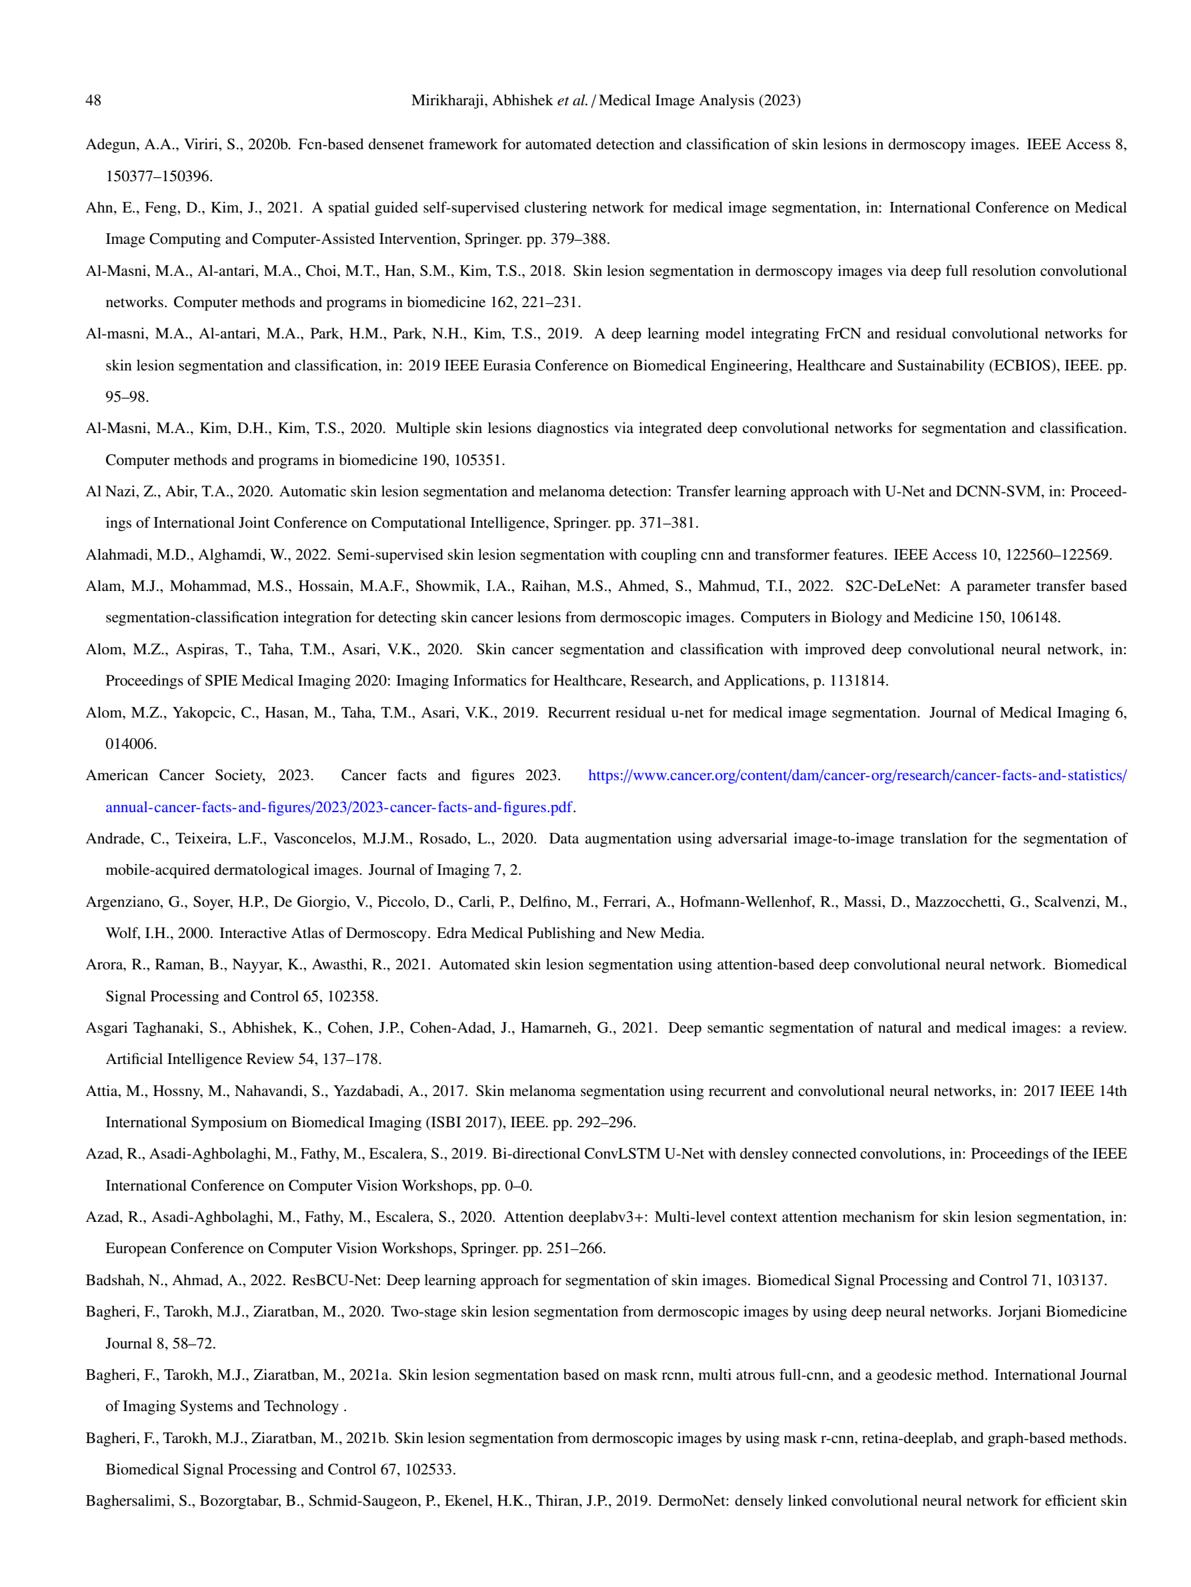 48
Mirikharaji, Abhishek et al. / Medical Image Analysis (2023)
Adegun, A.A., Viriri, S., 2020b. Fcn-based densenet framework for automated detection and classification of skin lesions in dermoscopy images. IEEE Access 8,
150377–150396.
Ahn, E., Feng, D., Kim, J., 2021. A spatial guided self-supervised clustering network for medical image segmentation, in: International Conference on Medical
Image Computing and Computer-Assisted Intervention, Springer. pp. 379–388.
Al-Masni, M.A., Al-antari, M.A., Choi, M.T., Han, S.M., Kim, T.S., 2018. Skin lesion segmentation in dermoscopy images via deep full resolution convolutional
networks. Computer methods and programs in biomedicine 162, 221–231.
Al-masni, M.A., Al-antari, M.A., Park, H.M., Park, N.H., Kim, T.S., 2019. A deep learning model integrating FrCN and residual convolutional networks for
skin lesion segmentation and classification, in: 2019 IEEE Eurasia Conference on Biomedical Engineering, Healthcare and Sustainability (ECBIOS), IEEE. pp.
95–98.
Al-Masni, M.A., Kim, D.H., Kim, T.S., 2020. Multiple skin lesions diagnostics via integrated deep convolutional networks for segmentation and classification.
Computer methods and programs in biomedicine 190, 105351.
Al Nazi, Z., Abir, T.A., 2020. Automatic skin lesion segmentation and melanoma detection: Transfer learning approach with U-Net and DCNN-SVM, in: Proceed-
ings of International Joint Conference on Computational Intelligence, Springer. pp. 371–381.
Alahmadi, M.D., Alghamdi, W., 2022. Semi-supervised skin lesion segmentation with coupling cnn and transformer features. IEEE Access 10, 122560–122569.
Alam, M.J., Mohammad, M.S., Hossain, M.A.F., Showmik, I.A., Raihan, M.S., Ahmed, S., Mahmud, T.I., 2022. S2C-DeLeNet: A parameter transfer based
segmentation-classification integration for detecting skin cancer lesions from dermoscopic images. Computers in Biology and Medicine 150, 106148.
Alom, M.Z., Aspiras, T., Taha, T.M., Asari, V.K., 2020. Skin cancer segmentation and classification with improved deep convolutional neural network, in:
Proceedings of SPIE Medical Imaging 2020: Imaging Informatics for Healthcare, Research, and Applications, p. 1131814.
Alom, M.Z., Yakopcic, C., Hasan, M., Taha, T.M., Asari, V.K., 2019. Recurrent residual u-net for medical image segmentation. Journal of Medical Imaging 6,
014006.
American Cancer Society, 2023. Cancer facts and figures 2023. https://www.cancer.org/content/dam/cancer-org/research/cancer-facts-and-statistics/
annual-cancer-facts-and-figures/2023/2023-cancer-facts-and-figures.pdf.
Andrade, C., Teixeira, L.F., Vasconcelos, M.J.M., Rosado, L., 2020. Data augmentation using adversarial image-to-image translation for the segmentation of
mobile-acquired dermatological images. Journal of Imaging 7, 2.
Argenziano, G., Soyer, H.P., De Giorgio, V., Piccolo, D., Carli, P., Delfino, M., Ferrari, A., Hofmann-Wellenhof, R., Massi, D., Mazzocchetti, G., Scalvenzi, M.,
Wolf, I.H., 2000. Interactive Atlas of Dermoscopy. Edra Medical Publishing and New Media.
Arora, R., Raman, B., Nayyar, K., Awasthi, R., 2021. Automated skin lesion segmentation using attention-based deep convolutional neural network. Biomedical
Signal Processing and Control 65, 102358.
Asgari Taghanaki, S., Abhishek, K., Cohen, J.P., Cohen-Adad, J., Hamarneh, G., 2021. Deep semantic segmentation of natural and medical images: a review.
Artificial Intelligence Review 54, 137–178.
Attia, M., Hossny, M., Nahavandi, S., Yazdabadi, A., 2017. Skin melanoma segmentation using recurrent and convolutional neural networks, in: 2017 IEEE 14th
International Symposium on Biomedical Imaging (ISBI 2017), IEEE. pp. 292–296.
Azad, R., Asadi-Aghbolaghi, M., Fathy, M., Escalera, S., 2019. Bi-directional ConvLSTM U-Net with densley connected convolutions, in: Proceedings of the IEEE
International Conference on Computer Vision Workshops, pp. 0–0.
Azad, R., Asadi-Aghbolaghi, M., Fathy, M., Escalera, S., 2020. Attention deeplabv3+: Multi-level context attention mechanism for skin lesion segmentation, in:
European Conference on Computer Vision Workshops, Springer. pp. 251–266.
Badshah, N., Ahmad, A., 2022. ResBCU-Net: Deep learning approach for segmentation of skin images. Biomedical Signal Processing and Control 71, 103137.
Bagheri, F., Tarokh, M.J., Ziaratban, M., 2020. Two-stage skin lesion segmentation from dermoscopic images by using deep neural networks. Jorjani Biomedicine
Journal 8, 58–72.
Bagheri, F., Tarokh, M.J., Ziaratban, M., 2021a. Skin lesion segmentation based on mask rcnn, multi atrous full-cnn, and a geodesic method. International Journal
of Imaging Systems and Technology .
Bagheri, F., Tarokh, M.J., Ziaratban, M., 2021b. Skin lesion segmentation from dermoscopic images by using mask r-cnn, retina-deeplab, and graph-based methods.
Biomedical Signal Processing and Control 67, 102533.
Baghersalimi, S., Bozorgtabar, B., Schmid-Saugeon, P., Ekenel, H.K., Thiran, J.P., 2019. DermoNet: densely linked convolutional neural network for efficient skin